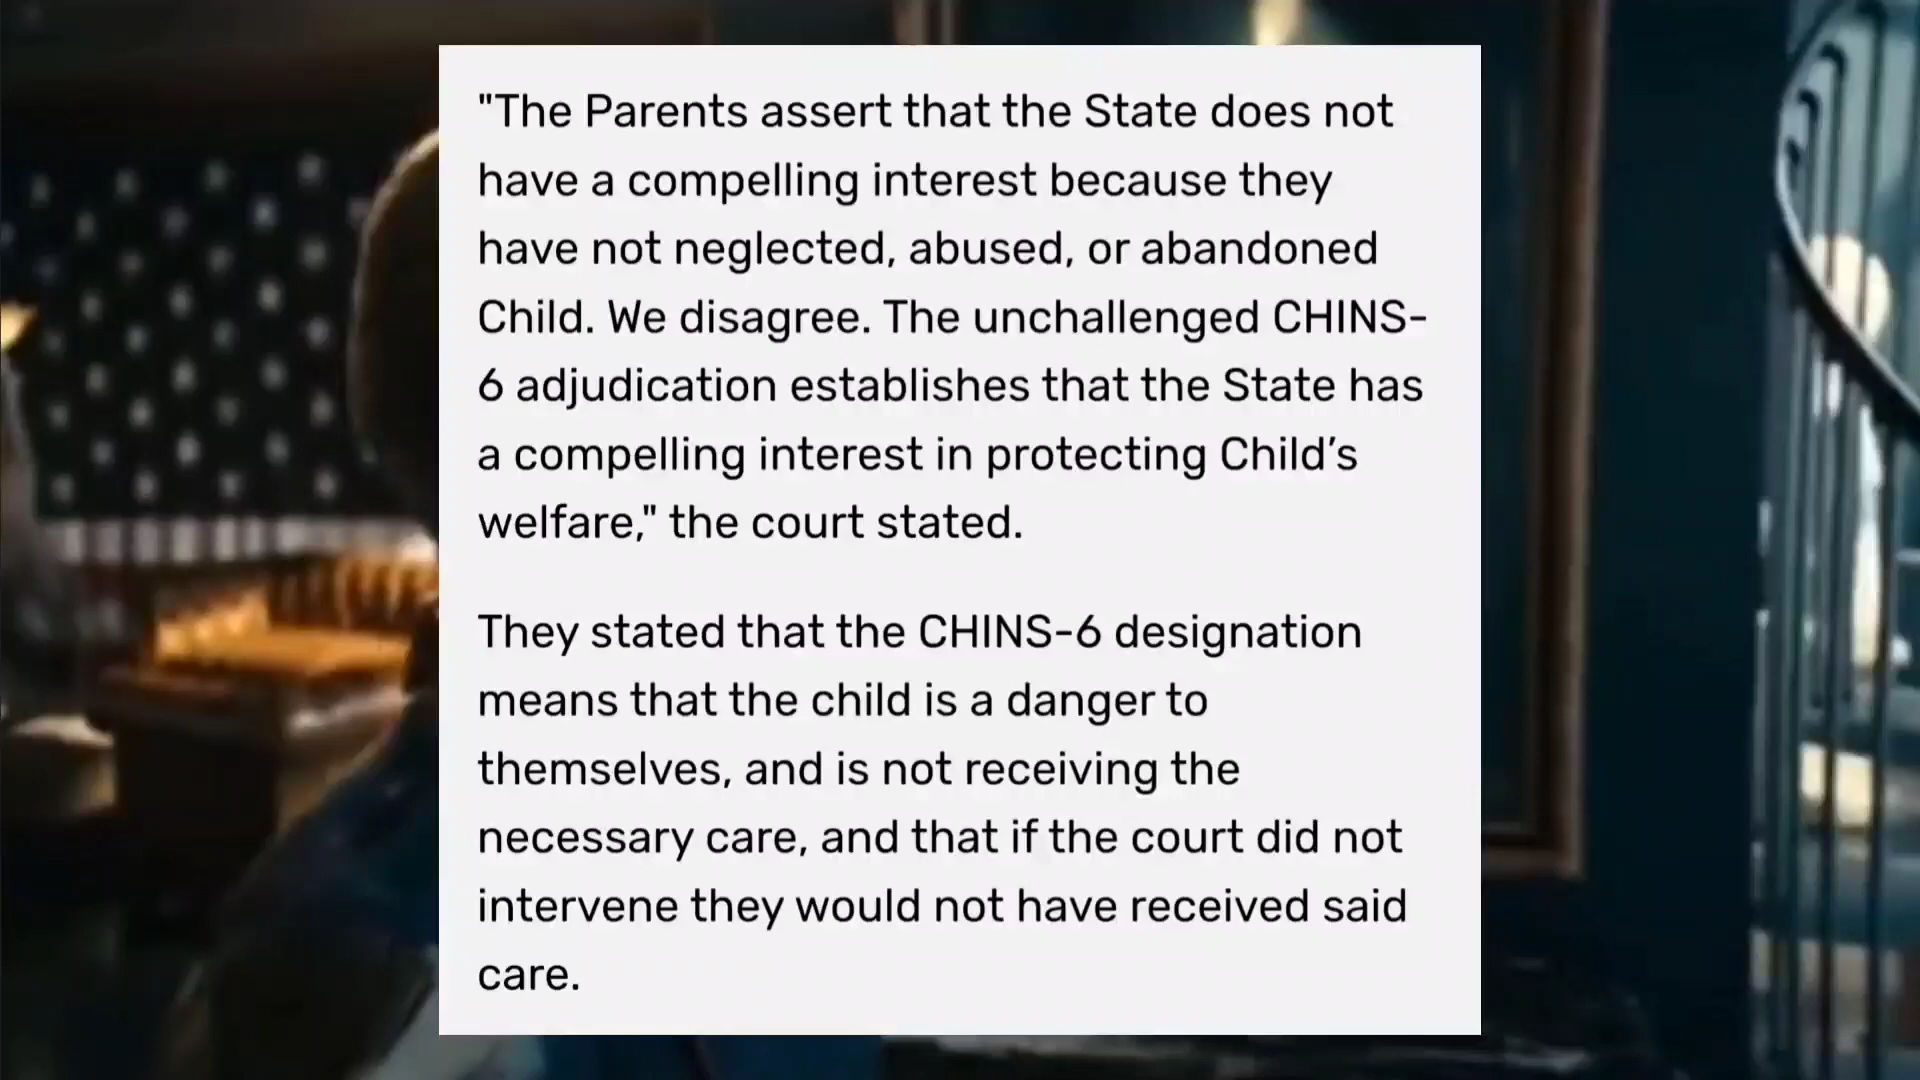 "The Parents assert that the State does not
have a compelling interest because they
have not neglected, abused, or abandoned
Child. We disagree. The unchallenged CHINS-
6 adjudication establishes that the State has
a compelling interest in protecting Child’s
welfare," the court stated.
They stated that the CHINS-6 designation
means that the child is a danger to
themselves, and is not receiving the
necessary care, and that if the court did not
intervene they would not have received said
care.